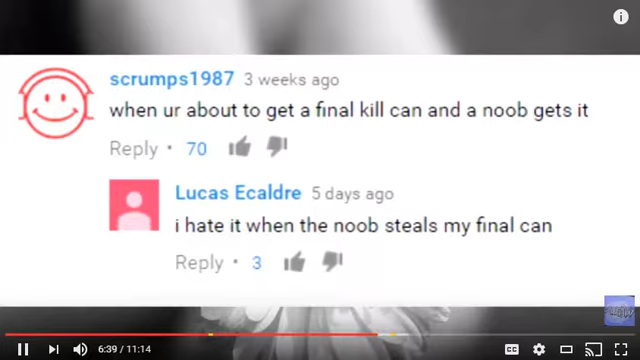 scrumps1987 3 weeks ago
when ur about to get a final kill can and a noob gets it
Reply • 70
Lucas Ecaldre 5 days ago
i hate it when the noob steals my final can
Reply • 3
6:39 / 11:14
CC